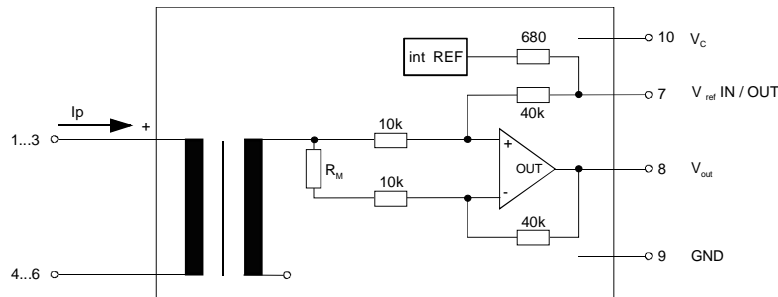 10 V_C
680
int REF
7 V_ref IN / OUT
Ip
40k
+
10k
1...3
+
R_M
OUT
8 V_out
10k
-
40k
9 GND
4...6